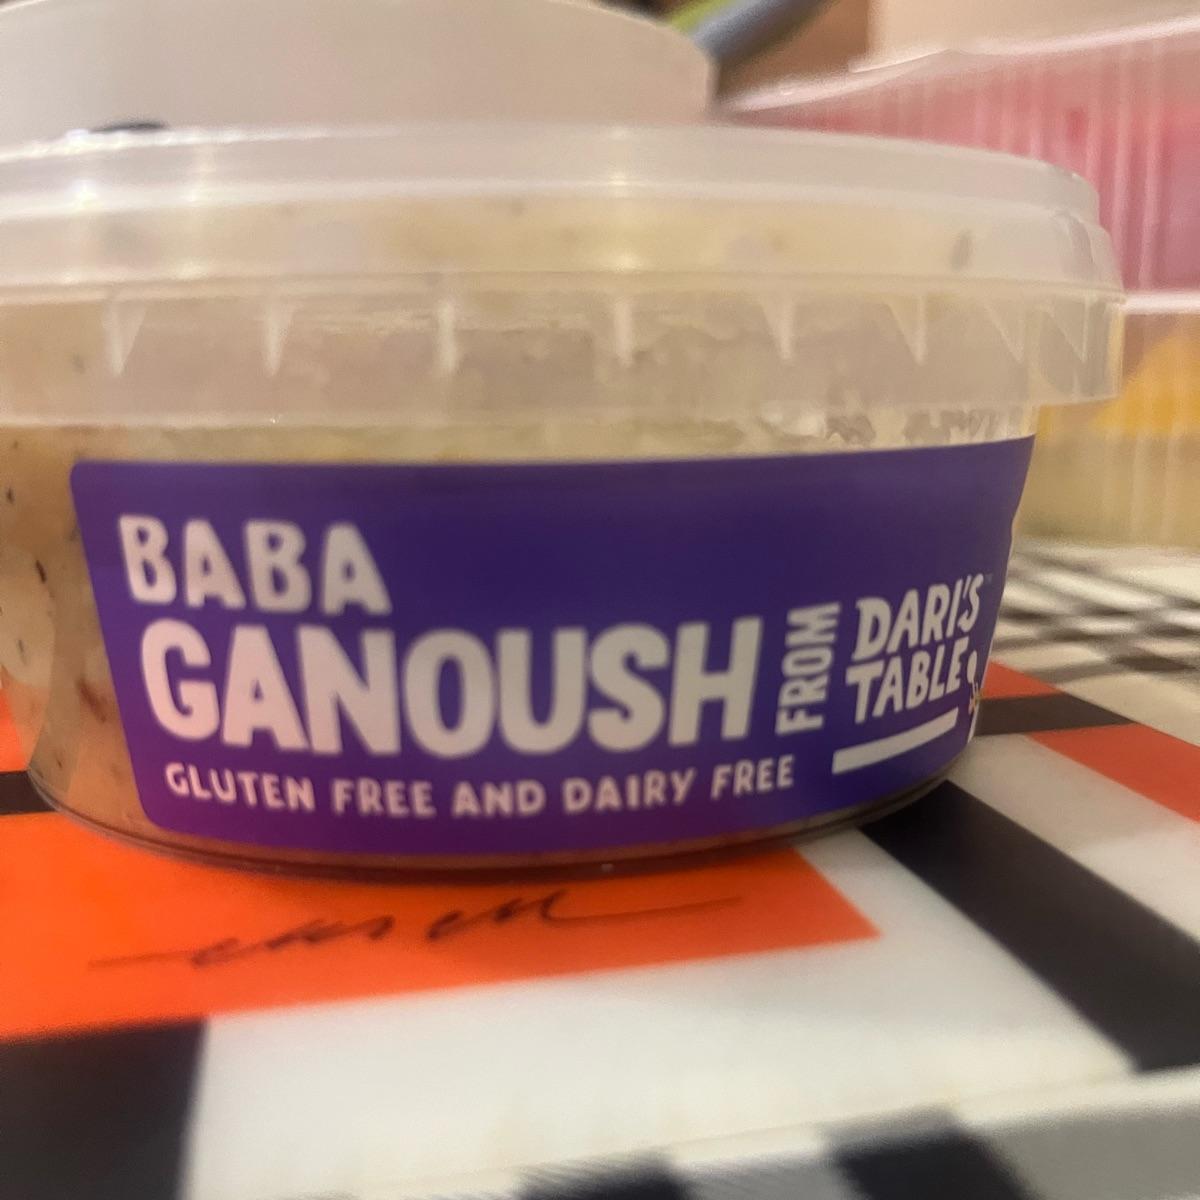 BABA
GANOUSH
GLUTEN FREE AND DAIRY FREE
FROM
DARI'S
TABLE